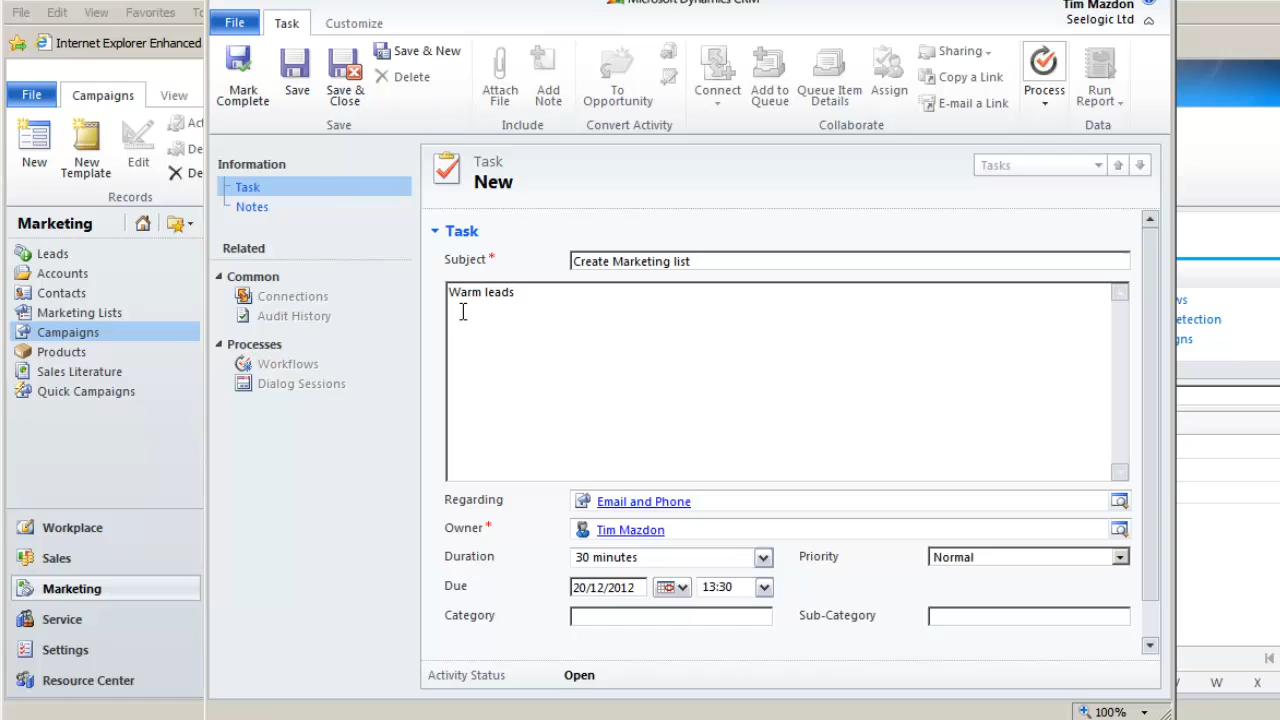 File Edit View Favorites
Internet Explorer Enhanced
File Campaigns View
New
New Template
Edit
Records
Marketing
Leads
Accounts
Contacts
Marketing Lists
Campaigns
Products
Sales Literature
Quick Campaigns
Workplace
Sales
Marketing
Service
Settings
Resource Center
Microsoft Dynamics CRM
Tim Mazdon
Seelogic Ltd
File Task Customize
Mark Complete
Save
Save & Close
Save & New
Delete
Save
Attach File
Add Note
Include
To Opportunity
Convert Activity
Connect
Add to Queue
Queue Item Details
Assign
Sharing
Copy a Link
E-mail a Link
Collaborate
Process
Run Report
Data
Information
Task
Notes
Related
Common
Connections
Audit History
Processes
Workflows
Dialog Sessions
Task
New
Tasks
Task
Subject * Create Marketing list
Warm leads
Regarding Email and Phone
Owner * Tim Mazdon
Duration 30 minutes Priority Normal
Due 20/12/2012 13:30
Category Sub-Category
Activity Status Open
100%
W X